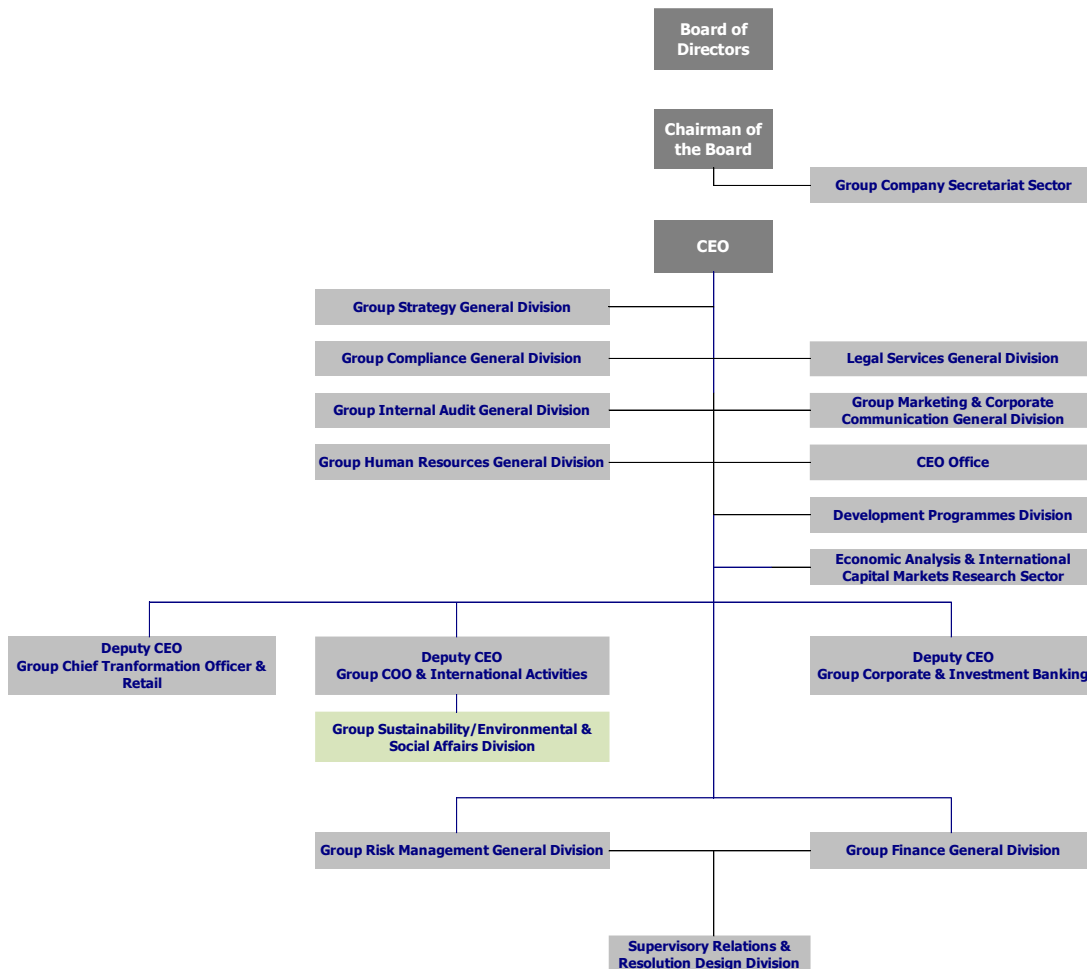 Board of
Directors
Chairman of
the Board
Group Company Secretariat Sector
CEO
Group Strategy General Division
Group Compliance General Division
Legal Services General Division
Group Internal Audit General Division
Group Marketing & Corporate
Communication General Division
Group Human Resources General Division
CEO Office
Development Programmes Division
Economic Analysis & International
Capital Markets Research Sector
Deputy CEO
Group Chief Tranformation Officer &
Retail
Deputy CEO
Group COO & International Activities
Deputy CEO
Group Corporate & Investment Banking
Group Sustainability/Environmental &
Social Affairs Division
Group Risk Management General Division
Group Finance General Division
Supervisory Relations &
Resolution Design Division